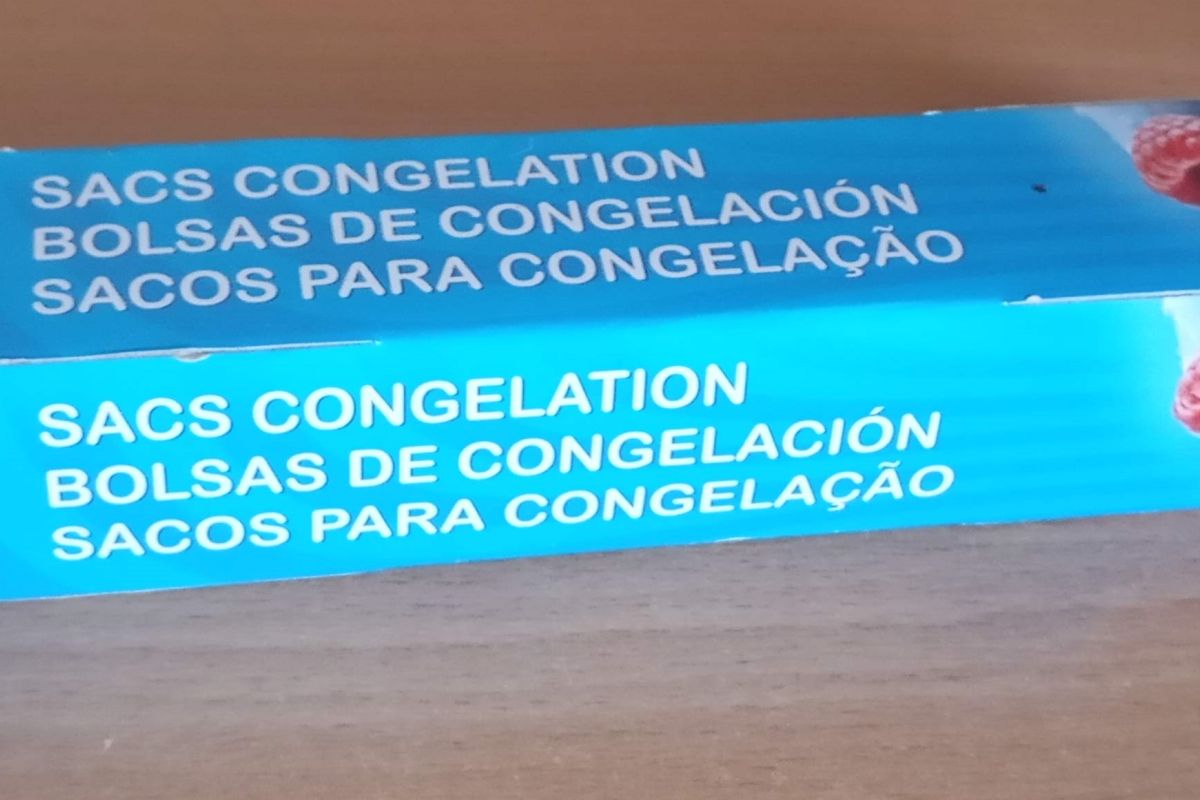 SACS CONGELATION
BOLSAS DE CONGELACIÓN
SACOS PARA CONGELAÇÃO
SACS CONGELATION
BOLSAS DE CONGELACIÓN
SACOS PARA CONGELAÇÃO